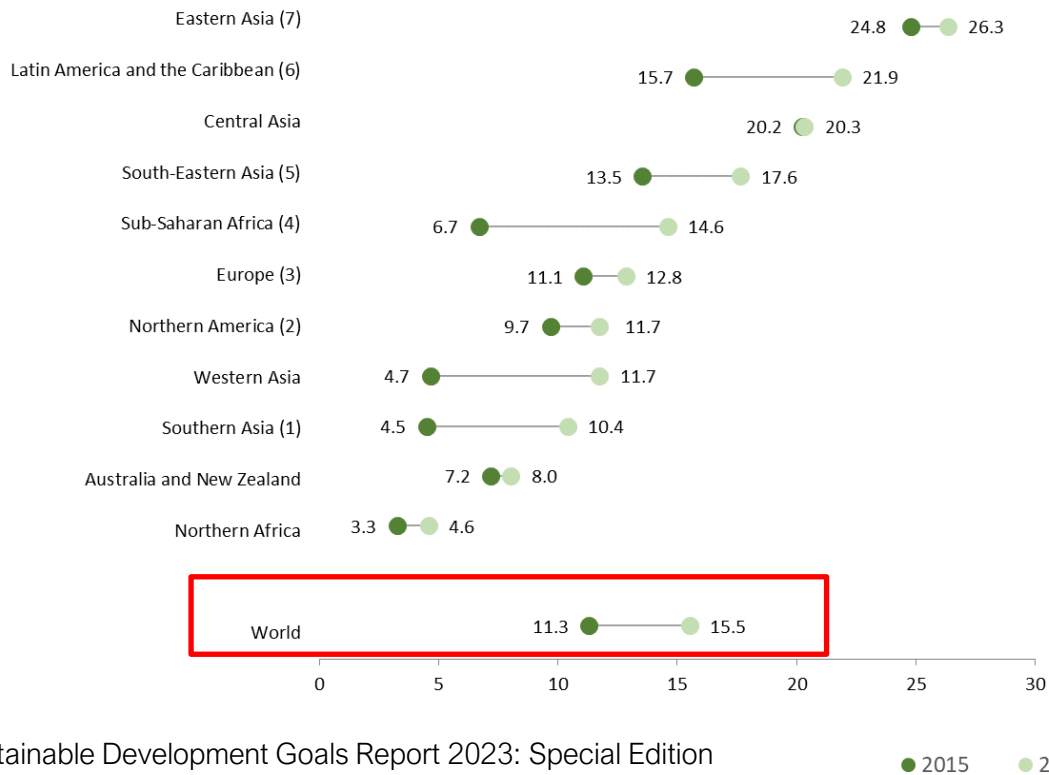 Eastern Asia (7) 24.8 26.3
Latin America and the Caribbean (6) 15.7 21.9
Central Asia 20.2 20.3
South-Eastern Asia (5) 13.5 17.6
Sub-Saharan Africa (4) 6.7 14.6
Europe (3) 11.1 12.8
Northern America (2) 9.7 11.7
Western Asia 4.7 11.7
Southern Asia (1) 4.5 10.4
Australia and New Zealand 7.2 8.0
Northern Africa 3.3 4.6
World 11.3 15.5
0 5 10 15 20 25 30
tainable Development Goals Report 2023: Special Edition
2015 2